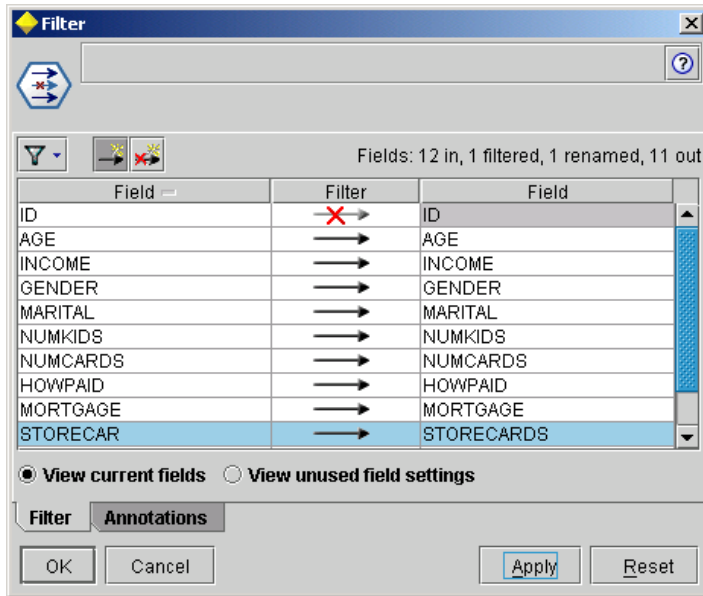 Filter
Fields: 12 in, 1 filtered, 1 renamed, 11 out
Field Filter Field
ID ID
AGE AGE
INCOME INCOME
GENDER GENDER
MARITAL MARITAL
NUMKIDS NUMKIDS
NUMCARDS NUMCARDS
HOWPAID HOWPAID
MORTGAGE MORTGAGE
STORECAR STORECARDS
View current fields View unused field settings
Filter Annotations
OK Cancel Apply Reset